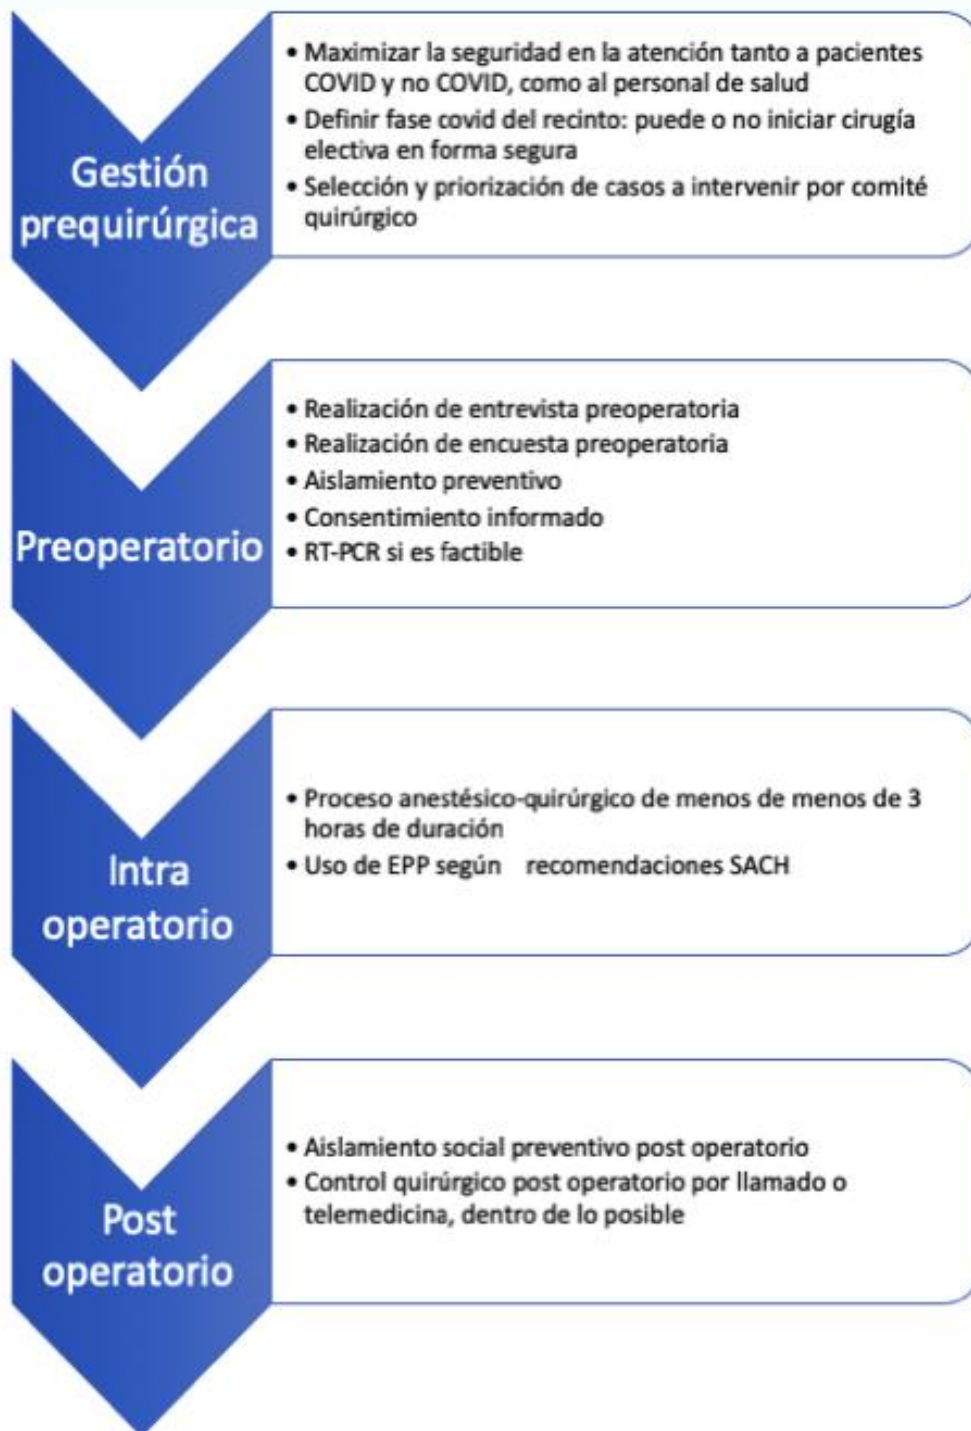 Gestión
prequirúrgica
• Maximizar la seguridad en la atención tanto a pacientes
COVID y no COVID, como al personal de salud
• Definir fase covid del recinto: puede o no iniciar cirugía
electiva en forma segura
• Selección y priorización de casos a intervenir por comité
quirúrgico
Preoperatorio
• Realización de entrevista preoperatoria
• Realización de encuesta preoperatoria
• Aislamiento preventivo
• Consentimiento informado
• RT-PCR si es factible
Intra
operatorio
• Proceso anestésico-quirúrgico de menos de menos de 3
horas de duración
• Uso de EPP según recomendaciones SACH
Post
operatorio
• Aislamiento social preventivo post operatorio
• Control quirúrgico post operatorio por llamado o
telemedicina, dentro de lo posible